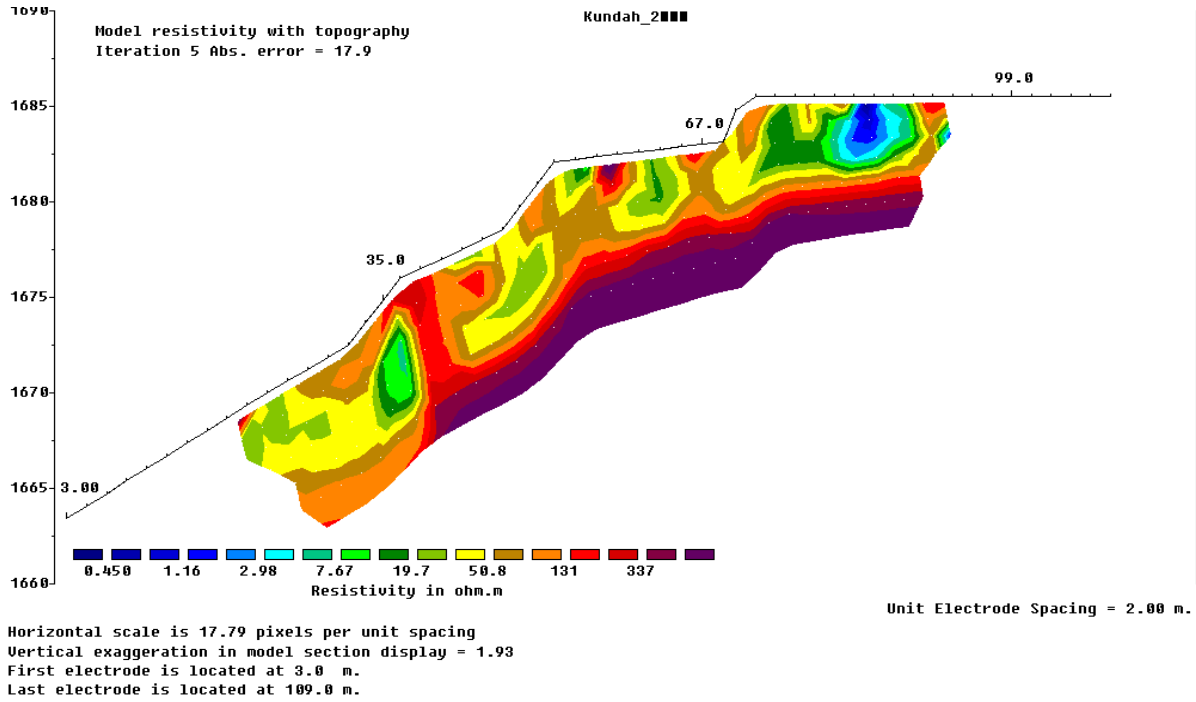 Kundah_2
Model resistivity with topography
Iteration 5 Abs. error = 17.9
1690
1685
1680
1675
1670
1665
1660
99.0
67.0
35.0
3.00
0.450 1.16 2.98 7.67 19.7 50.8 131 337
Resistivity in ohm.m
Unit Electrode Spacing = 2.00 m.
Horizontal scale is 17.79 pixels per unit spacing
Vertical exaggeration in model section display = 1.93
First electrode is located at 3.0 m.
Last electrode is located at 109.0 m.